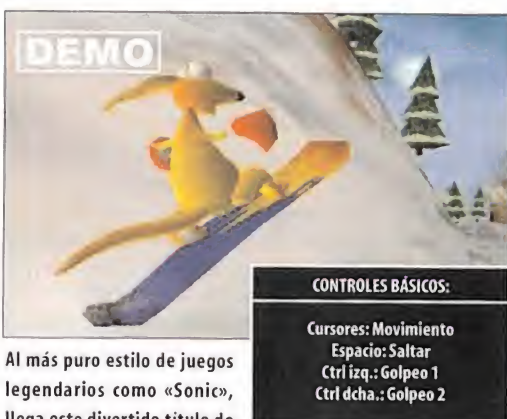 DEMO
CONTROLES BÁSICOS:
Cursores: Movimiento
Espacio: Saltar
Ctrl izq.: Golpeo 1
Ctrl dcha.: Golpeo 2
Al más puro estilo de juegos
legendarios como «Sonic»,
llega este divertido título de